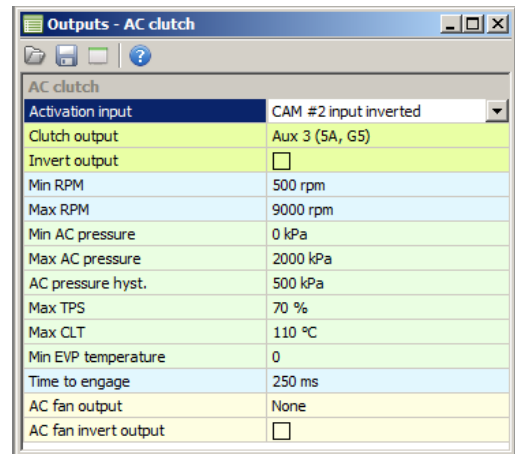 Outputs - AC clutch
AC clutch
Activation input CAM #2 input inverted
Clutch output Aux 3 (5A, G5)
Invert output
Min RPM 500 rpm
Max RPM 9000 rpm
Min AC pressure 0 kPa
Max AC pressure 2000 kPa
AC pressure hyst. 500 kPa
Max TPS 70 %
Max CLT 110 °C
Min EVP temperature 0
Time to engage 250 ms
AC fan output None
AC fan invert output